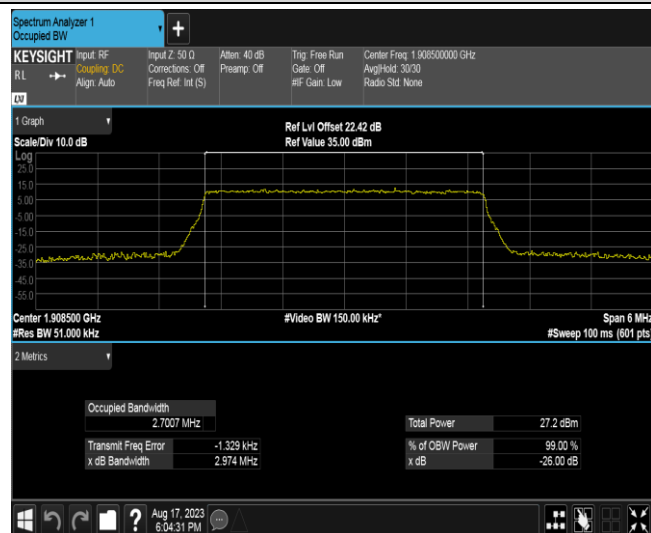 Spectrum Analyzer 1
Occupied BW
+
KEYSIGHT Input: RF Input Z: 50 Ω Atten: 40 dB Trig: Free Run Center Freq: 1.908500000 GHz
RL Coupling: DC Corrections: Off Preamp: Off Gate: Off Avg|Hold: 30/30
Align: Auto Freq Ref: Int (S) #IF Gain: Low Radio Std: None
LXI
1 Graph
Ref Lvl Offset 22.42 dB
Scale/Div 10.0 dB Ref Value 35.00 dBm
Log
25.0
15.0
5.00
-5.00
-15.0
-25.0
-35.0
-45.0
-55.0
Center 1.908500 GHz #Video BW 150.00 kHz* Span 6 MHz
#Res BW 51.000 kHz #Sweep 100 ms (601 pts)
2 Metrics
Occupied Bandwidth
2.7007 MHz Total Power 27.2 dBm
Transmit Freq Error -1.329 kHz % of OBW Power 99.00 %
x dB Bandwidth 2.974 MHz x dB -26.00 dB
? Aug 17, 2023
6:04:31 PM